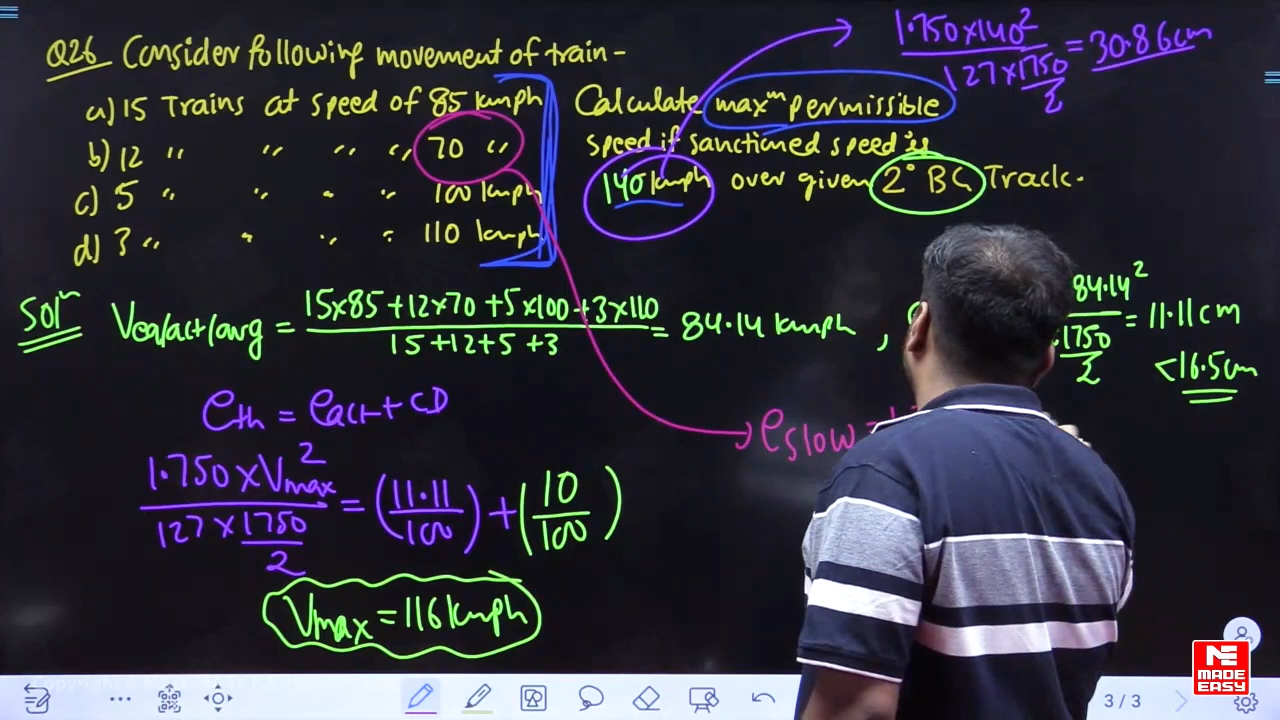 Q26 Consider following movement of train -
a) 15 Trains at speed of 85 kmph
b) 12 " " " " 70 "
c) 5 " " " " 100 kmph
d) 3 " " " " 110 kmph
Calculate maxᵐ permissible
speed if sanctioned speed is
140 kmph over given 2° BG Track.
1.750×140²
127×1750/2
= 30.86cm
Solⁿ Veq/act/avg = 15×85+12×70+5×100+3×110 / 15+12+5+3 = 84.14 kmph ,
84.14²
1750/2
= 11.11cm
<16.5cm
eth = eact + CD
eslow =
1.750 × Vmax² / 127 × 1750/2 = (11.11/100) + (10/100)
Vmax = 116 kmph
3/3
ME
MADE
EASY